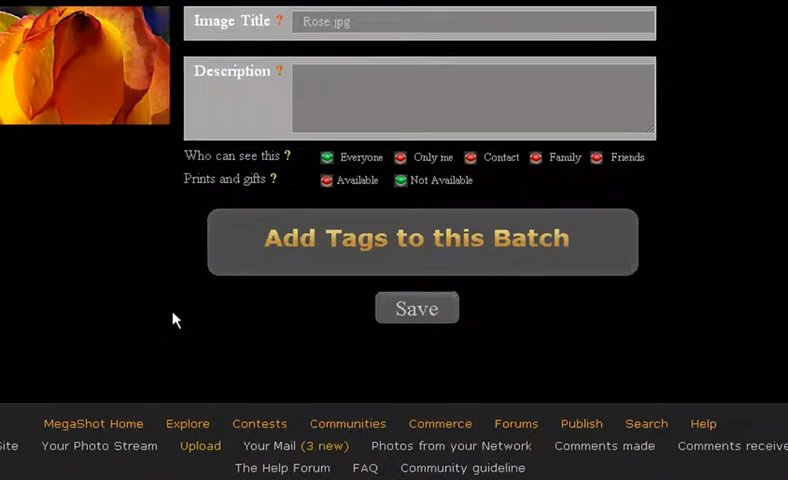 Image Title ? Rose.jpg
Description ?
Who can see this ? Everyone Only me Contact Family Friends
Prints and gifts ? Available Not Available
Add Tags to this Batch
Save
MegaShot Home Explore Contests Communities Commerce Forums Publish Search Help
Site Your Photo Stream Upload Your Mail (3 new) Photos from your Network Comments made Comments receive
The Help Forum FAQ Community guideline